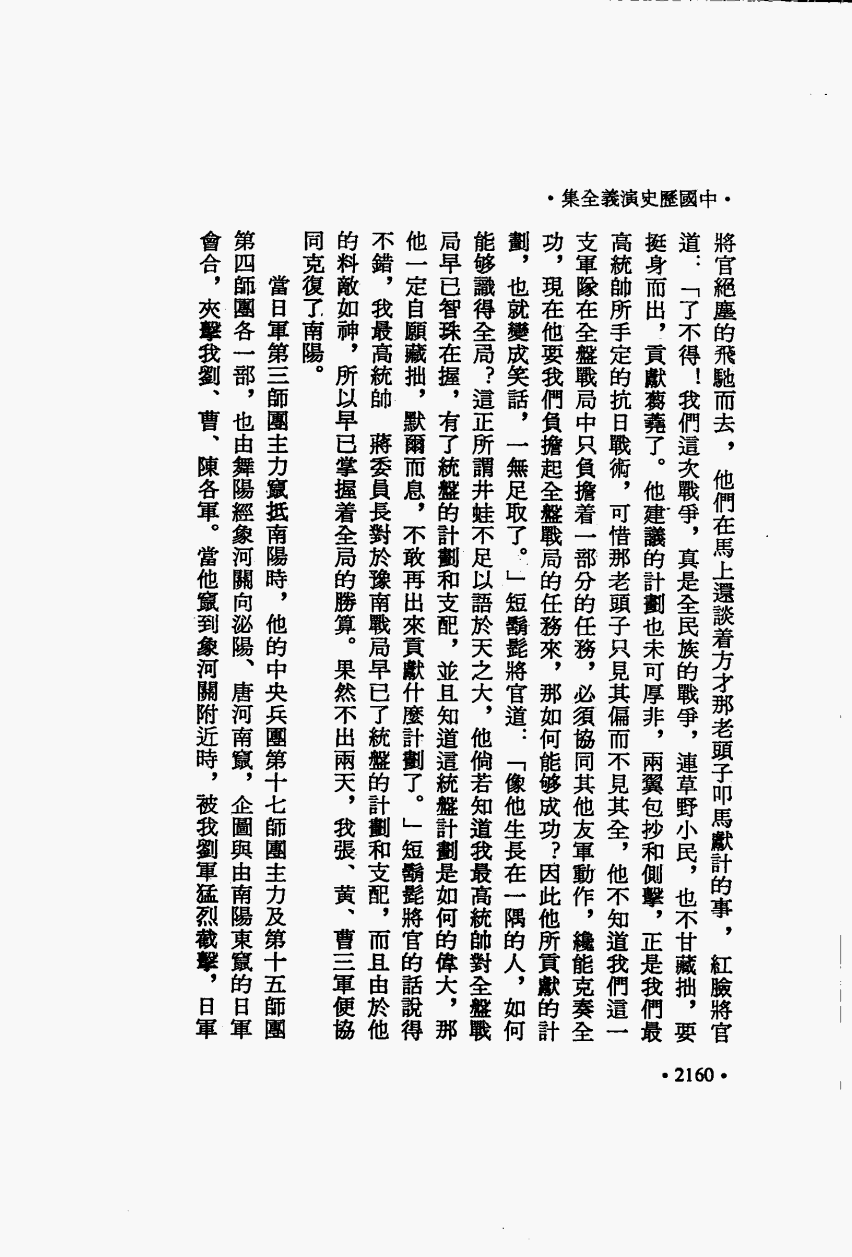 •中國歷史演義全集•
將官絕塵的飛馳而去，他們在馬上還談着方才那老頭子叩馬獻計的事，紅臉將官
道：「了不得！我們這次戰爭，真是全民族的戰爭，連草野小民，也不甘藏拙，要
挺身而出，貢獻芻蕘了。他建議的計劃也未可厚非，兩翼包抄和側擊，正是我們最
高統帥所手定的抗日戰術，可惜那老頭子只見其偏而不見其全，他不知道我們這一
支軍隊在全盤戰局中只負擔着一部分的任務，必須協同其他友軍動作，纔能克奏全
功，現在他要我們負擔起全盤戰局的任務來，那如何能够成功？因此他所貢獻的計
劃，也就變成笑話，一無足取了。」短鬍髭將官道：「像他生長在一隅的人，如何
能够識得全局？這正所謂井蛙不足以語於天之大，他倘若知道我最高統帥對全盤戰
局早已智珠在握，有了統盤的計劃和支配，並且知道這統盤計劃是如何的偉大，那
他一定自願藏拙，默爾而息，不敢再出來貢獻什麼計劃了。」短鬍髭將官的話說得
不錯，我最高統帥　蔣委員長對於豫南戰局早已了統盤的計劃和支配，而且由於他
的料敵如神，所以早已掌握着全局的勝算。果然不出兩天，我張、黃、曹三軍便協
同克復了南陽。
當日軍第三師團主力竄抵南陽時，他的中央兵團第十七師團主力及第十五師團
第四師團各一部，也由舞陽經象河關向泌陽、唐河南竄，企圖與由南陽東竄的日軍
會合，夾擊我劉、曹、陳各軍。當他竄到象河關附近時，被我劉軍猛烈截擊，日軍
•2160•